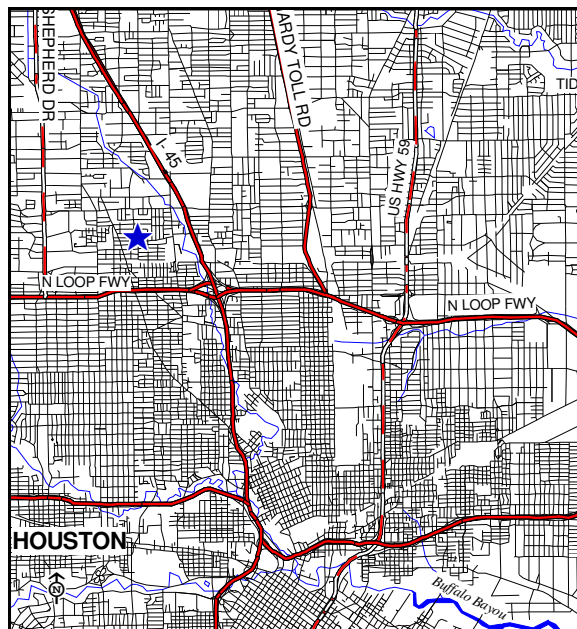 SHEPHERD DR
ARDY TOLL RD
TID
I- 45
US HWY 59
N LOOP FWY
N LOOP FWY
HOUSTON
N
Buffalo Bayou